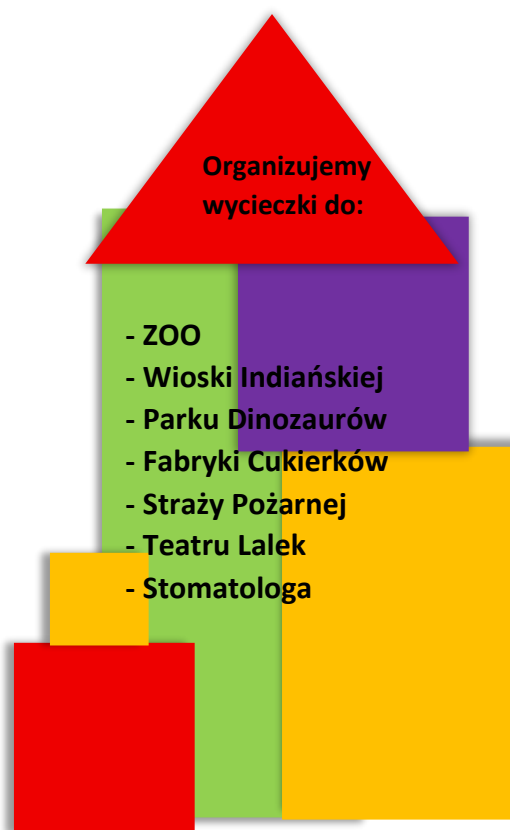 Organizujemy
wycieczki do:
- ZOO
- Wioski Indiańskiej
- Parku Dinozaurów
- Fabryki Cukierków
- Straży Pożarnej
- Teatru Lalek
- Stomatologa